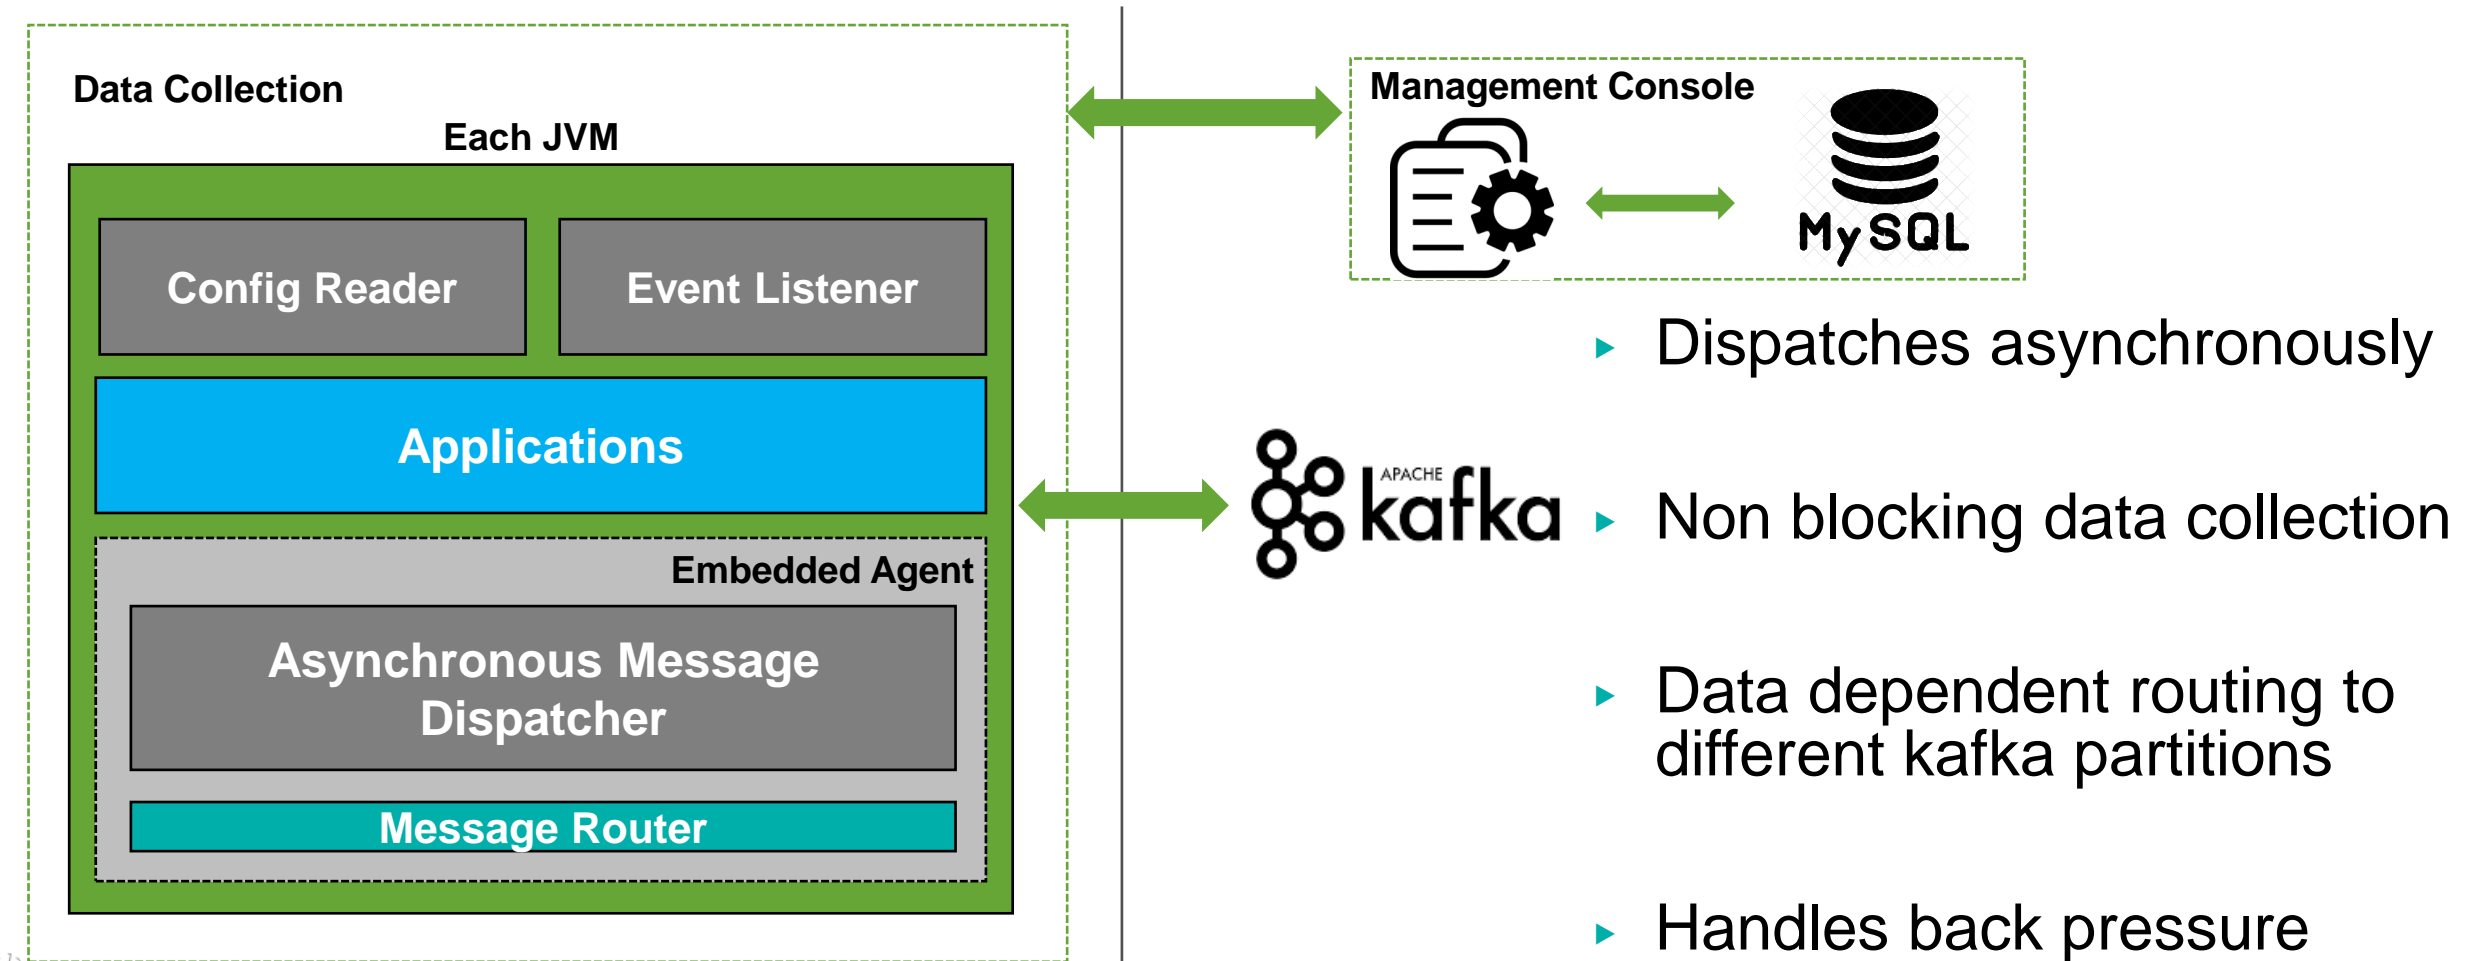 Data Collection
Each JVM
Config Reader
Event Listener
Applications
Embedded Agent
Asynchronous Message
Dispatcher
Message Router
Management Console
MySQL
APACHE
kafka
Dispatches asynchronously
Non blocking data collection
Data dependent routing to
different kafka partitions
Handles back pressure